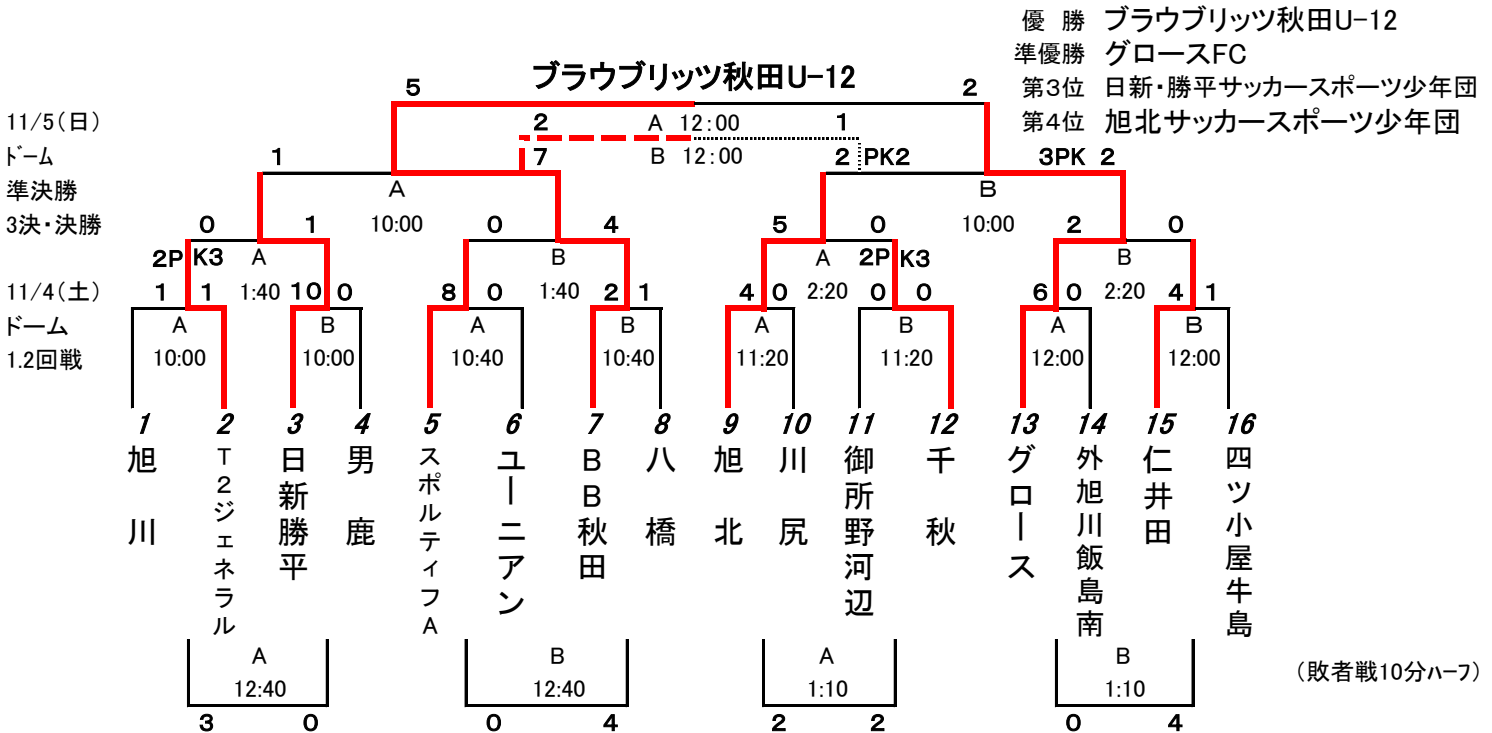 優 勝 ブラウブリッツ秋田U-12
準優勝 グロースFC
第3位 日新・勝平サッカースポーツ少年団
第4位 旭北サッカースポーツ少年団
ブラウブリッツ秋田U-12
5 2
11/5(日) 2 A 12:00 1
ドーム 1 7 B 12:00 2 PK2 3PK 2
準決勝 A B
3決・決勝 0 1 10:00 0 4 5 0 10:00 2 0
2PK3 A B A 2PK3 B
11/4(土) 1 1 1:40 10 0 8 0 1:40 2 1 4 0 2:20 0 0 6 0 2:20 4 1
ドーム A B A B A B A B
1.2回戦 10:00 10:00 10:40 10:40 11:20 11:20 12:00 12:00
1 2 3 4 5 6 7 8 9 10 11 12 13 14 15 16
旭川
T2ジェネラル
日新勝平
男鹿
スポルティフA
ユーニアン
BB秋田
八橋
旭北
川尻
御所野河辺
千秋
グロース
外旭川飯島南
仁井田
四ツ小屋牛島
A B A B
12:40 12:40 1:10 1:10 (敗者戦10分ハーフ)
3 0 0 4 2 2 0 4